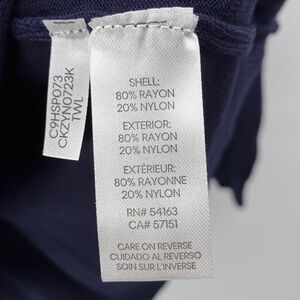 C9HSP073
CKZYN0723K
TWL
SHELL:
80% RAYON
20% NYLON
EXTERIOR:
80% RAYON
20% NYLON
EXTÉRIEUR:
80% RAYONNE
20% NYLON
RN# 54163
CA# 57151
CARE ON REVERSE
CUIDADO AL REVERSO
SOIN SUR L'INVERSE